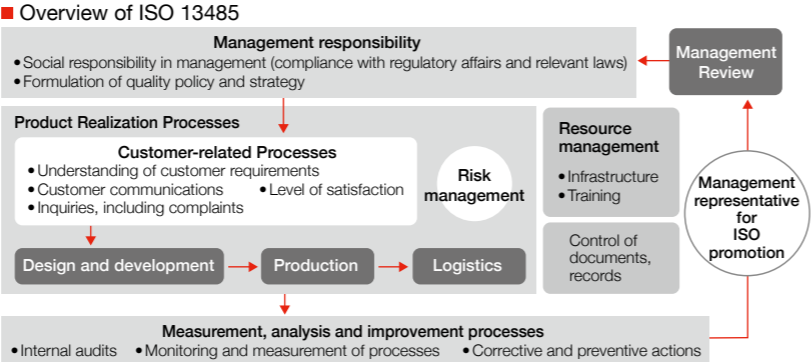 ■ Overview of ISO 13485
Management responsibility
• Social responsibility in management (compliance with regulatory affairs and relevant laws)
• Formulation of quality policy and strategy
Management
Review
Product Realization Processes
Customer-related Processes
• Understanding of customer requirements
• Customer communications • Level of satisfaction
• Inquiries, including complaints
Risk
management
Design and development
Production
Logistics
Resource
management
• Infrastructure
• Training
Control of
documents,
records
Management
representative
for
ISO
promotion
Measurement, analysis and improvement processes
• Internal audits • Monitoring and measurement of processes • Corrective and preventive actions